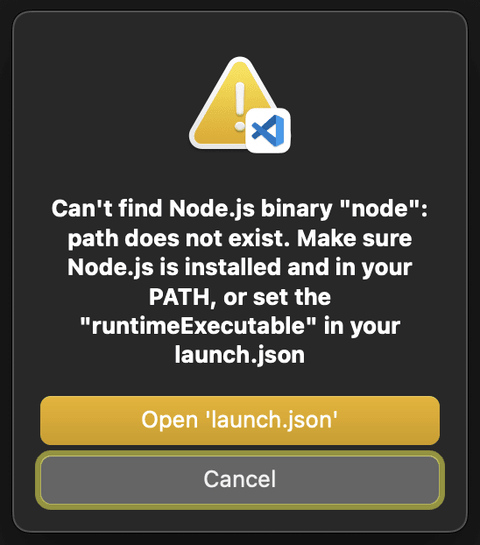 Can't find Node.js binary "node":
path does not exist. Make sure
Node.js is installed and in your
PATH, or set the
"runtimeExecutable" in your
launch.json
Open 'launch.json'
Cancel